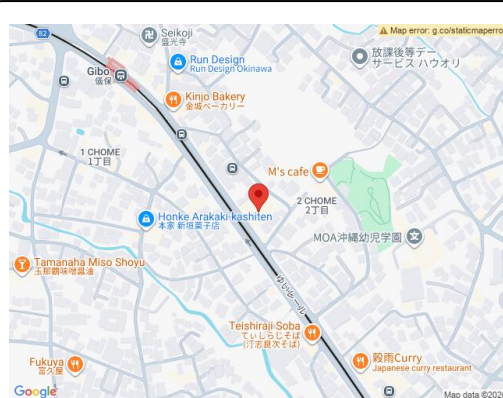 82
Seikoji
盛光寺
Map error: g.co/staticmaperro
Run Design
Run Design Okinawa
放課後等デー
サービス ハウオリ
Gibo
儀保
Kinjo Bakery
金城ベーカリー
1 CHOME
1丁目
M's cafe
2 CHOME
2丁目
Honke Arakaki kashiten
本家 新垣菓子店
MOA沖縄幼児学園
Tamanaha Miso Shoyu
玉那覇味噌醤油
ゆいレール
Teishiraji Soba
てぃしらじそば
(汀志良次そば)
Fukuya
富久屋
穀雨Curry
Japanese curry restaurant
Google
Map data ©202